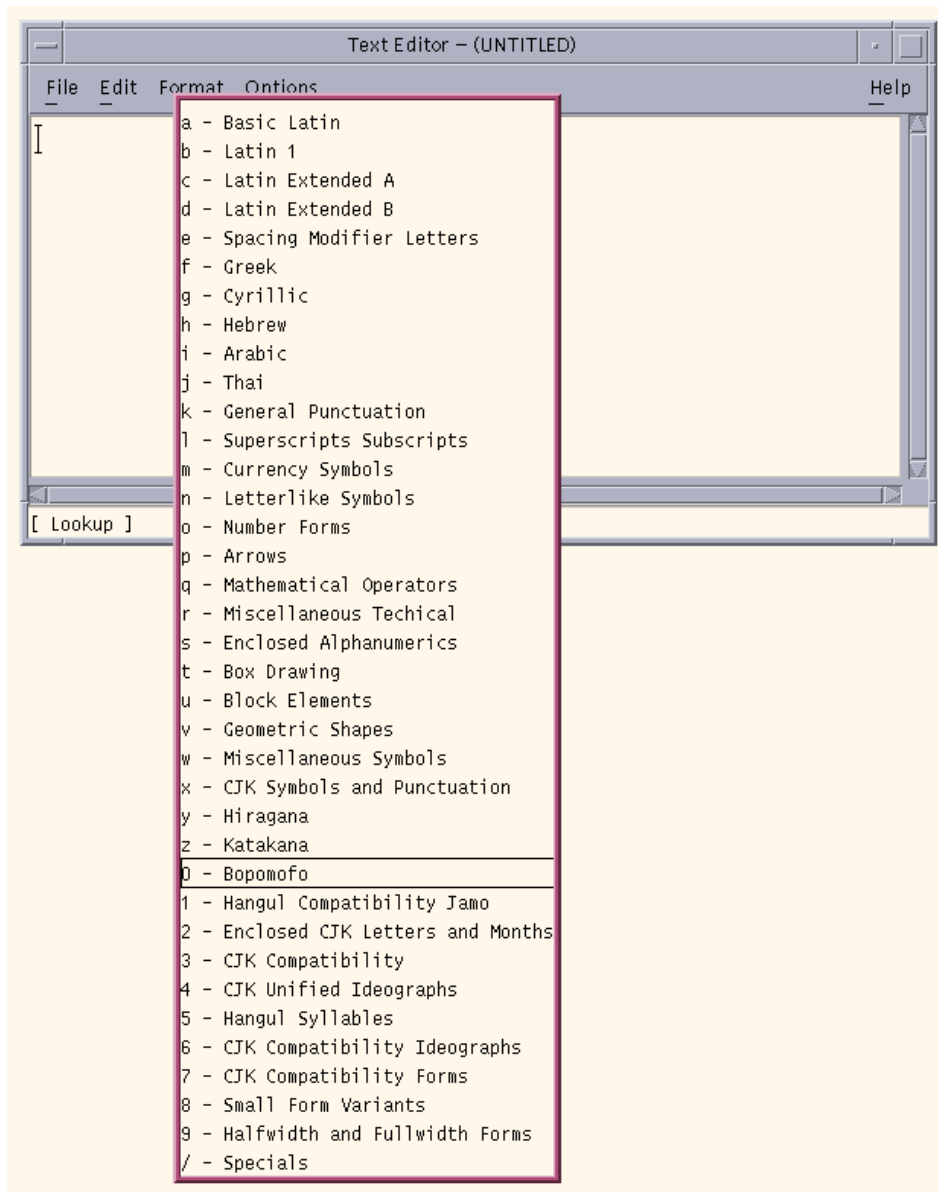 Text Editor – (UNTITLED)
File Edit Format Options Help
a – Basic Latin
b – Latin 1
c – Latin Extended A
d – Latin Extended B
e – Spacing Modifier Letters
f – Greek
g – Cyrillic
h – Hebrew
i – Arabic
j – Thai
k – General Punctuation
l – Superscripts Subscripts
m – Currency Symbols
n – Letterlike Symbols
[ Lookup ]
o – Number Forms
p – Arrows
q – Mathematical Operators
r – Miscellaneous Techical
s – Enclosed Alphanumerics
t – Box Drawing
u – Block Elements
v – Geometric Shapes
w – Miscellaneous Symbols
x – CJK Symbols and Punctuation
y – Hiragana
z – Katakana
0 – Bopomofo
1 – Hangul Compatibility Jamo
2 – Enclosed CJK Letters and Months
3 – CJK Compatibility
4 – CJK Unified Ideographs
5 – Hangul Syllables
6 – CJK Compatibility Ideographs
7 – CJK Compatibility Forms
8 – Small Form Variants
9 – Halfwidth and Fullwidth Forms
/ – Specials